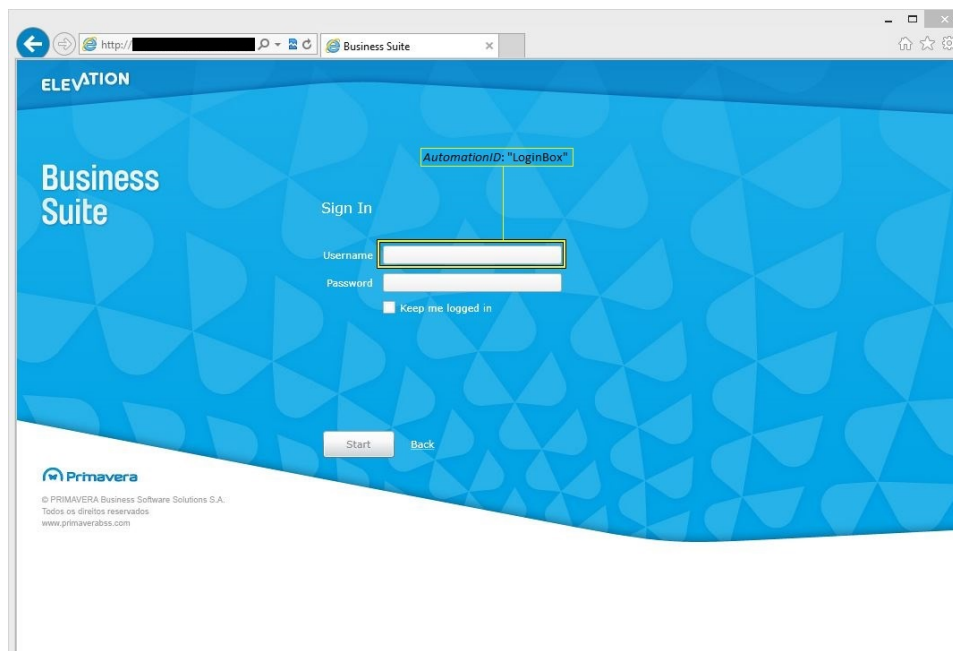 http://
Business Suite
ELEVATION
AutomationID: "LoginBox"
Business
Suite
Sign In
Username
Password
Keep me logged in
Start
Back
Primavera
© PRIMAVERA Business Software Solutions S.A.
Todos os direitos reservados
www.primaverabss.com